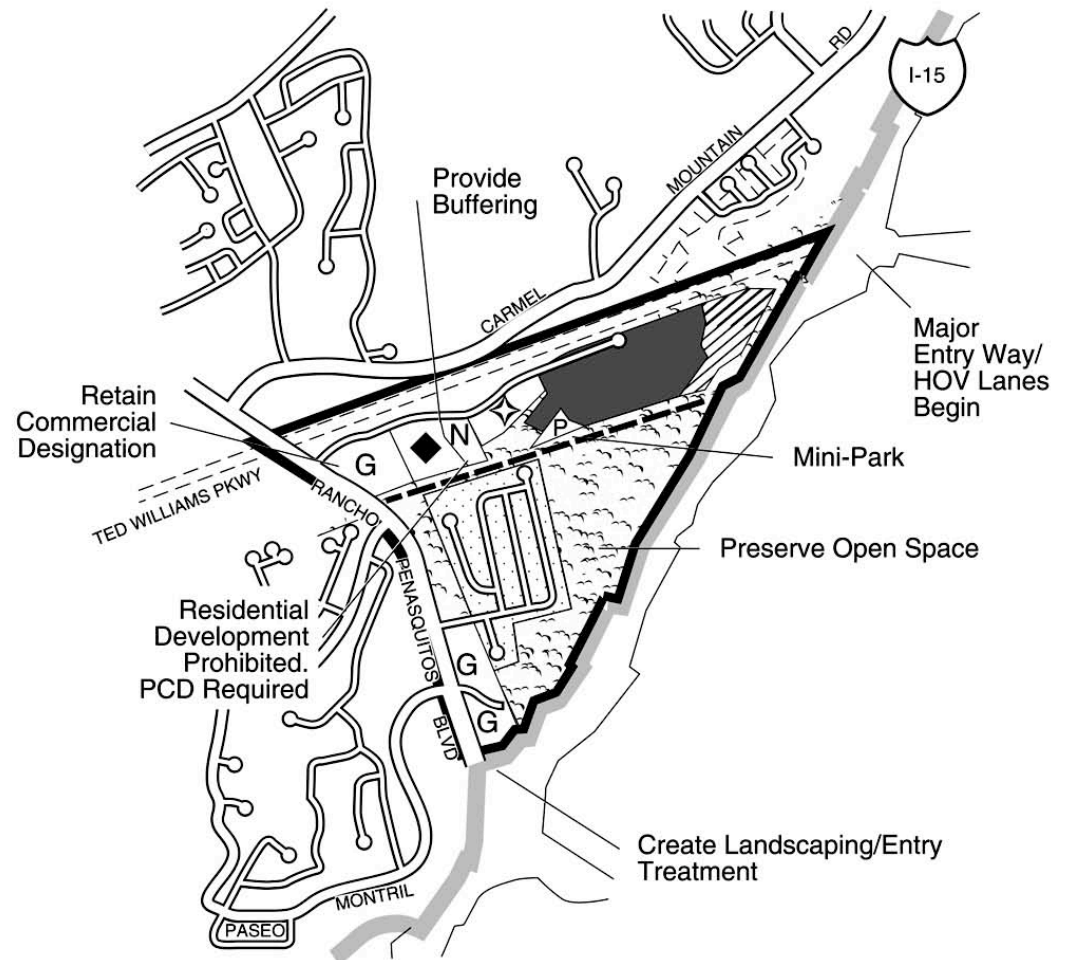 RD
I-15
MOUNTAIN
Provide
Buffering
CARMEL
Major
Entry Way/
HOV Lanes
Begin
Retain
Commercial
Designation
N
P
G
Mini-Park
TED WILLIAMS PKWY
RANCHO
PENASQUITOS
BLVD
Preserve Open Space
Residential
Development
Prohibited.
PCD Required
G
G
Create Landscaping/Entry
Treatment
MONTRIL
PASEO